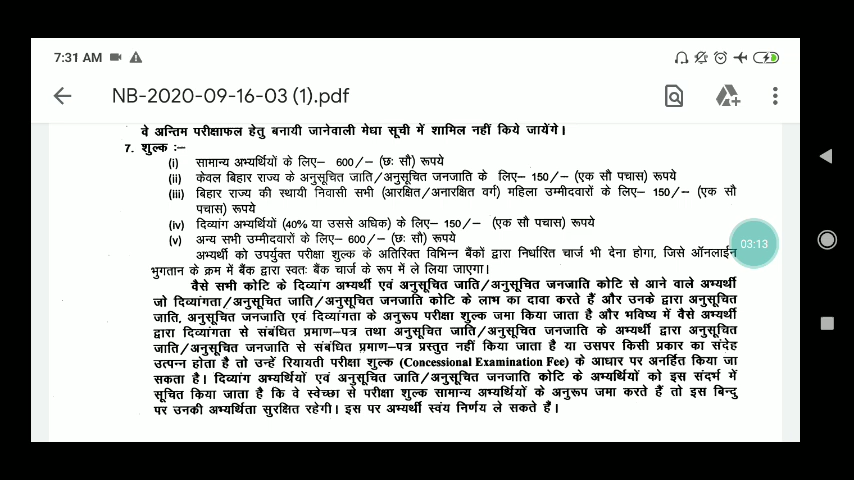 7:31 AM
NB-2020-09-16-03 (1).pdf
वे अन्तिम परीक्षाफल हेतु बनायी जानेवाली मेधा सूची में शामिल नहीं किये जायेंगे।
7. शुल्क :–
(i) सामान्य अभ्यर्थियों के लिए– 600/– (छः सौ) रूपये
(ii) केवल बिहार राज्य के अनुसूचित जाति/अनुसूचित जनजाति के लिए– 150/– (एक सौ पचास) रूपये
(iii) बिहार राज्य की स्थायी निवासी सभी (आरक्षित/अनारक्षित वर्ग) महिला उम्मीदवारों के लिए– 150/– (एक सौ
पचास) रूपये
(iv) दिव्यांग अभ्यर्थियों (40% या उससे अधिक) के लिए– 150/– (एक सौ पचास) रूपये
(v) अन्य सभी उम्मीदवारों के लिए– 600/– (छः सौ) रूपये
03:13
अभ्यर्थी को उपर्युक्त परीक्षा शुल्क के अतिरिक्त विभिन्न बैंकों द्वारा निर्धारित चार्ज भी देना होगा, जिसे ऑनलाईन
भुगतान के क्रम में बैंक द्वारा स्वतः बैंक चार्ज के रूप में ले लिया जाएगा।
वैसे सभी कोटि के दिव्यांग अभ्यर्थी एवं अनुसूचित जाति/अनुसूचित जनजाति कोटि से आने वाले अभ्यर्थी
जो दिव्यांगता/अनुसूचित जाति/अनुसूचित जनजाति कोटि के लाभ का दावा करते हैं और उनके द्वारा अनुसूचित
जाति, अनुसूचित जनजाति एवं दिव्यांगता के अनुरूप परीक्षा शुल्क जमा किया जाता है और भविष्य में वैसे अभ्यर्थी
द्वारा दिव्यांगता से संबंधित प्रमाण–पत्र तथा अनुसूचित जाति/अनुसूचित जनजाति के अभ्यर्थी द्वारा अनुसूचित
जाति/अनुसूचित जनजाति से संबंधित प्रमाण–पत्र प्रस्तुत नहीं किया जाता है या उसपर किसी प्रकार का संदेह
उत्पन्न होता है तो उन्हें रियायती परीक्षा शुल्क (Concessional Examination Fee) के आधार पर अनर्हित किया जा
सकता है। दिव्यांग अभ्यर्थियों एवं अनुसूचित जाति/अनुसूचित जनजाति कोटि के अभ्यर्थियों को इस संदर्भ में
सूचित किया जाता है कि वे स्वेच्छा से परीक्षा शुल्क सामान्य अभ्यर्थियों के अनुरूप जमा करते हैं तो इस बिन्दु
पर उनकी अभ्यर्थिता सुरक्षित रहेगी। इस पर अभ्यर्थी स्वंय निर्णय ले सकते हैं।